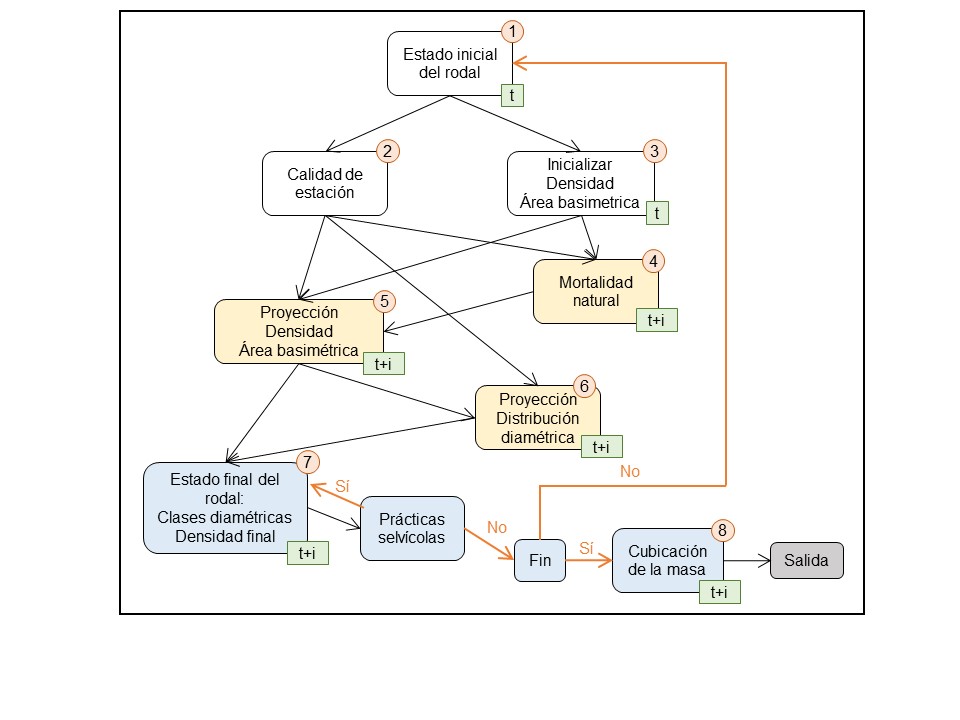 1
Estado inicial
del rodal
t
2
Calidad de
estación
3
Inicializar
Densidad
Área basimetrica
t
4
Mortalidad
natural
t+i
5
Proyección
Densidad
Área basimétrica
t+i
6
Proyección
Distribución
diamétrica
t+i
No
7
Estado final del
rodal:
Clases diamétricas
Densidad final
t+i
Sí
Prácticas
selvícolas
No
Fin
Sí
8
Cubicación
de la masa
t+i
Salida